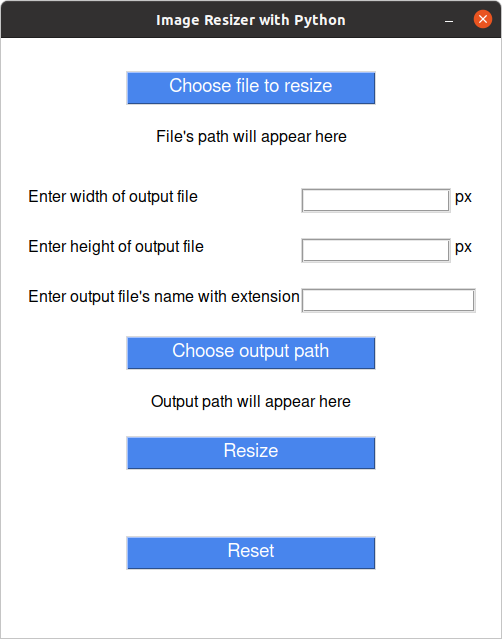 Image Resizer with Python
Choose file to resize
File's path will appear here
Enter width of output file px
Enter height of output file px
Enter output file's name with extension
Choose output path
Output path will appear here
Resize
Reset